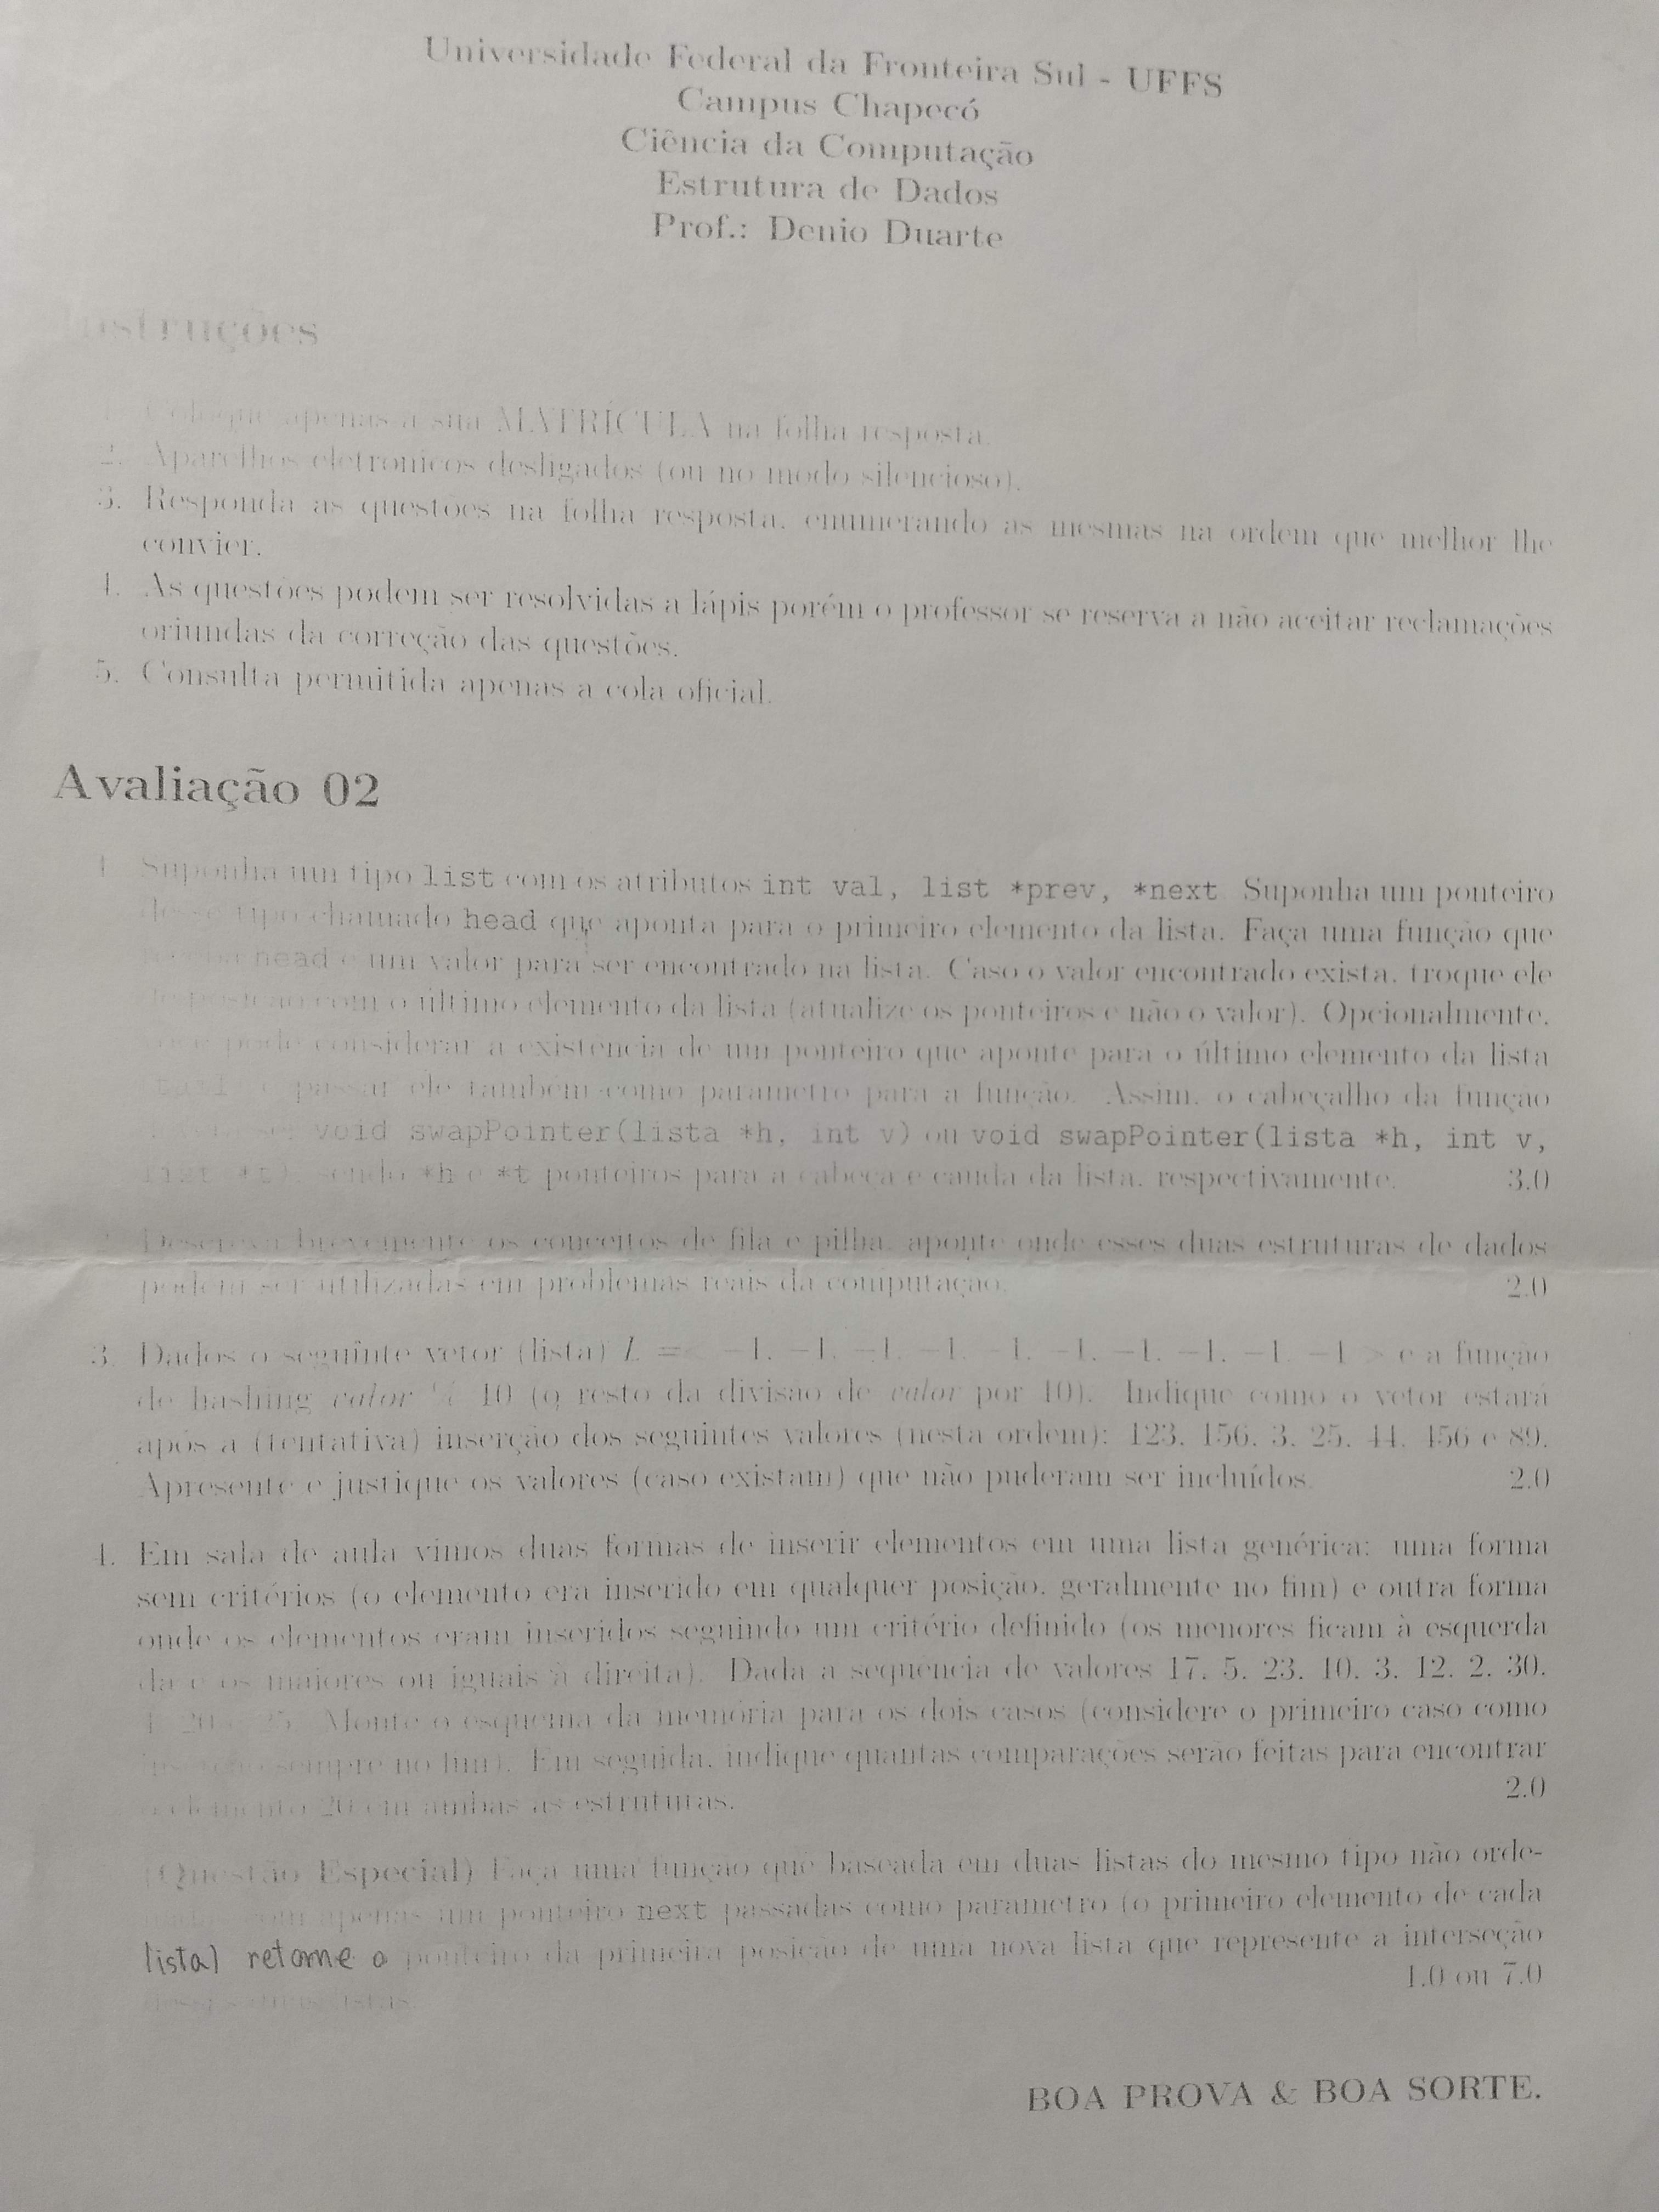 Universidade Federal da Fronteira Sul - UFFS
Campus Chapecó
Ciência da Computação
Estrutura de Dados
Prof.: Denio Duarte
Instruções
1. Coloque apenas a sua MATRÍCULA na folha resposta.
2. Aparelhos eletronicos desligados (ou no modo silencioso).
3. Responda as questões na folha resposta, enumerando as mesmas na ordem que melhor lhe
convier.
4. As questões podem ser resolvidas a lápis porém o professor se reserva a não aceitar reclamações
oriundas da correção das questões.
5. Consulta permitida apenas a cola oficial.
Avaliação 02
1. Suponha um tipo list com os atributos int val, list *prev, *next Suponha um ponteiro
desse tipo chamado head que aponta para o primeiro elemento da lista. Faça uma função que
head e um valor para ser encontrado na lista. Caso o valor encontrado exista, troque ele
de posição com o último elemento da lista (atualize os ponteiros e não o valor). Opcionalmente,
você pode considerar a existência de um ponteiro que aponte para o último elemento da lista
tail e passar ele também como parametro para a função. Assim, o cabeçalho da função
void swapPointer(lista *h, int v) ou void swapPointer(lista *h, int v,
list *t), sendo *h e *t ponteiros para a cabeça e cauda da lista, respectivamente. 3.0
2. Descreva brevemente os conceitos de fila e pilha, aponte onde esses duas estruturas de dados
podem ser utilizadas em problemas reais da computação. 2.0
3. Dados o seguinte vetor (lista) L =< −1, −1, −1, −1, −1, −1, −1, −1, −1, −1 > e a função
de hashing valor % 10 (o resto da divisão de valor por 10). Indique como o vetor estará
após a (tentativa) inserção dos seguintes valores (nesta ordem): 123, 156, 3, 25, 44, 456 e 89.
Apresente e justique os valores (caso existam) que não puderam ser incluídos. 2.0
4. Em sala de aula vimos duas formas de inserir elementos em uma lista genérica: uma forma
sem critérios (o elemento era inserido em qualquer posição, geralmente no fim) e outra forma
onde os elementos eram inseridos seguindo um critério definido (os menores ficam à esquerda
da e os maiores ou iguais à direita). Dada a sequência de valores 17, 5, 23, 10, 3, 12, 2, 30,
20 Monte o esquema da memória para os dois casos (considere o primeiro caso como
sempre no fim). Em seguida, indique quantas comparações serão feitas para encontrar
o elemento 20 em ambas as estruturas. 2.0
(Questão Especial) Faça uma função que baseada em duas listas do mesmo tipo não orde-
com apenas um ponteiro next passadas como parametro (o primeiro elemento de cada
lista) retorne o ponteiro da primeira posição de uma nova lista que represente a interseção
listas. 1.0 ou 7.0
BOA PROVA & BOA SORTE.